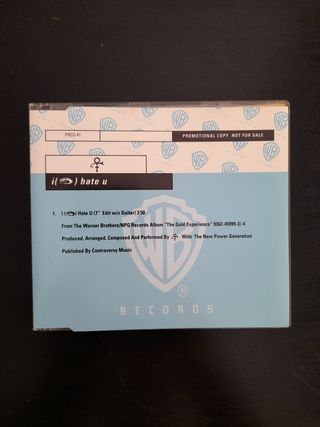 PRCD 41
PROMOTIONAL COPY NOT FOR SALE
i( ) hate u
1. I ( ) Hate U (7" Edit w/o Guitar) 3:50
From The Warner Brothers/NPG Records Album "The Gold Experience" 9362-45999-2/-4
Produced, Arranged, Composed And Performed By With The New Power Generation
Published By Controversy Music
WB
®
RECORDS